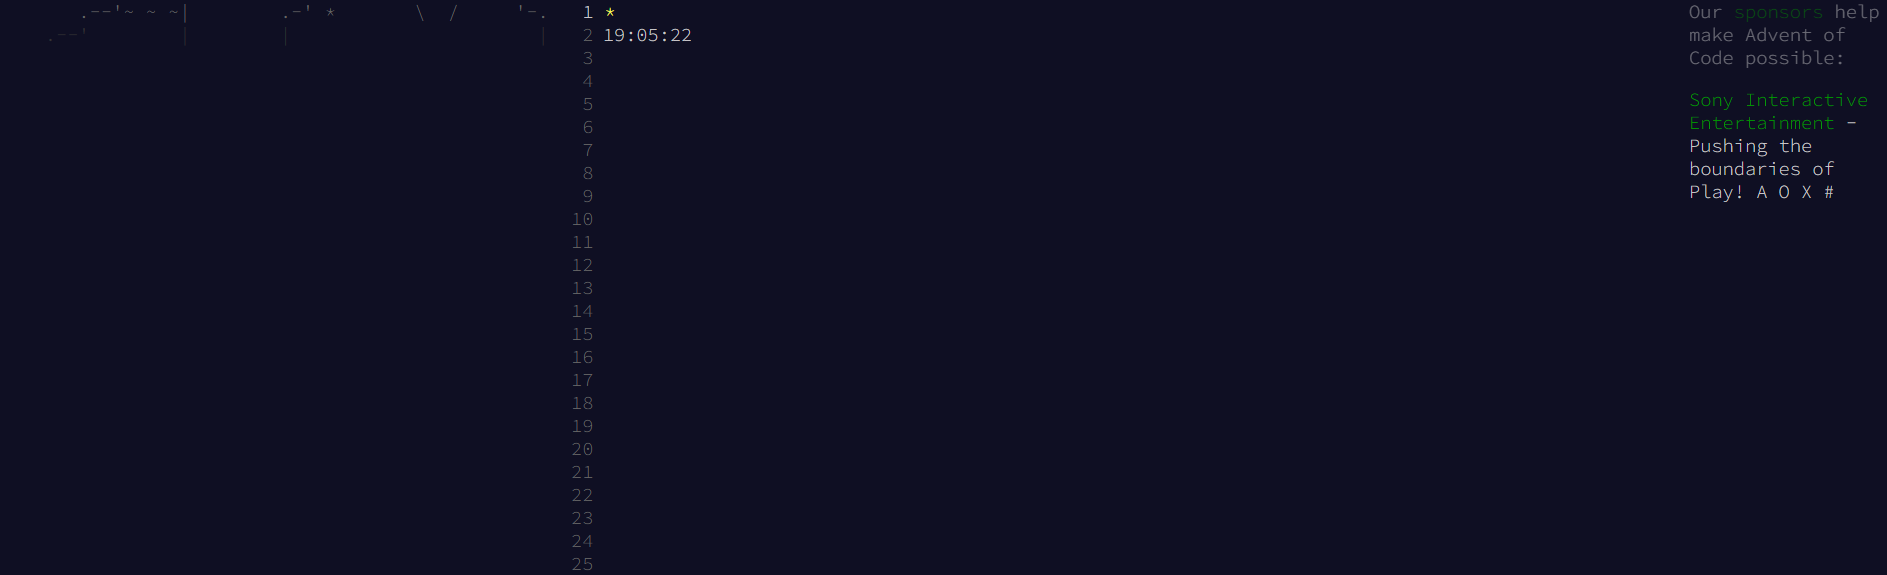 .--'~ ~ ~|        .-' *       \  /     '-.   1 *
.--'        |        |                      |   2 19:05:22
3
4
5
6
7
8
9
10
11
12
13
14
15
16
17
18
19
20
21
22
23
24
25
Our sponsors help
make Advent of
Code possible:
Sony Interactive
Entertainment -
Pushing the
boundaries of
Play! A O X #